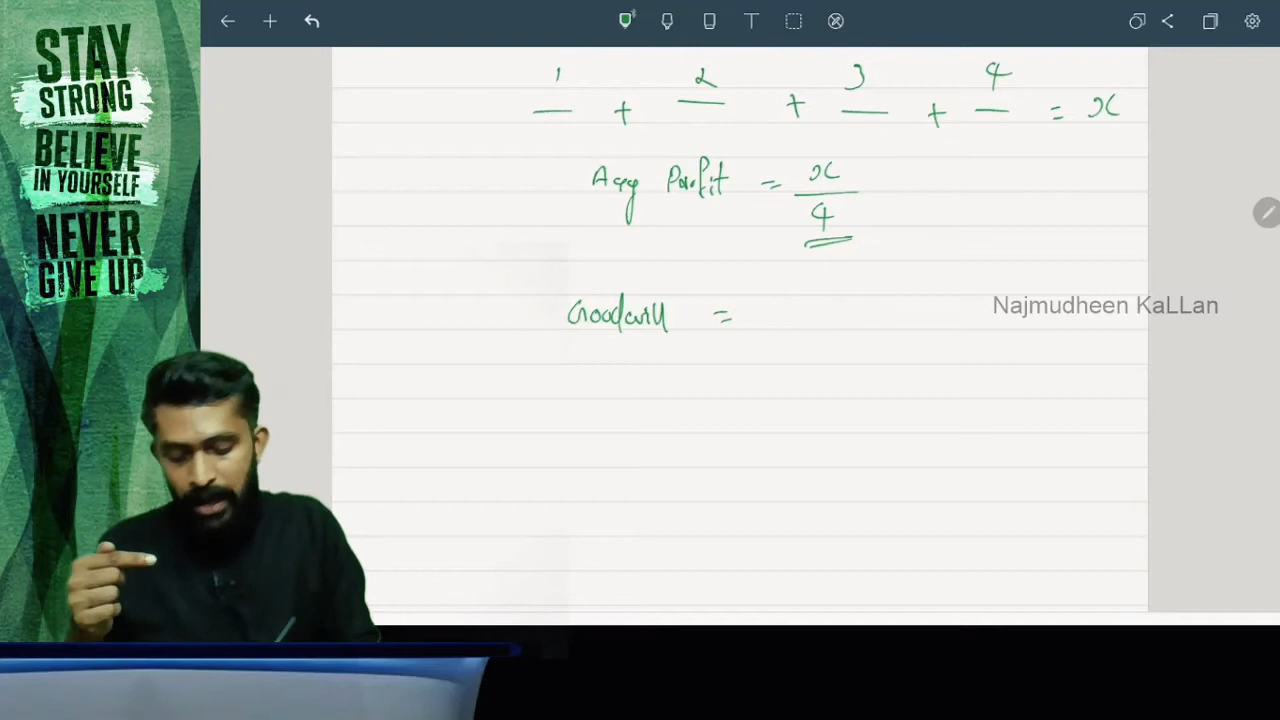 STAY
STRONG
BELIEVE
IN YOURSELF
NEVER
GIVE UP
1 2 3 4
— + — + — + — = x
Avg Profit = x
4
Goodwill =
Najmudheen KaLLan